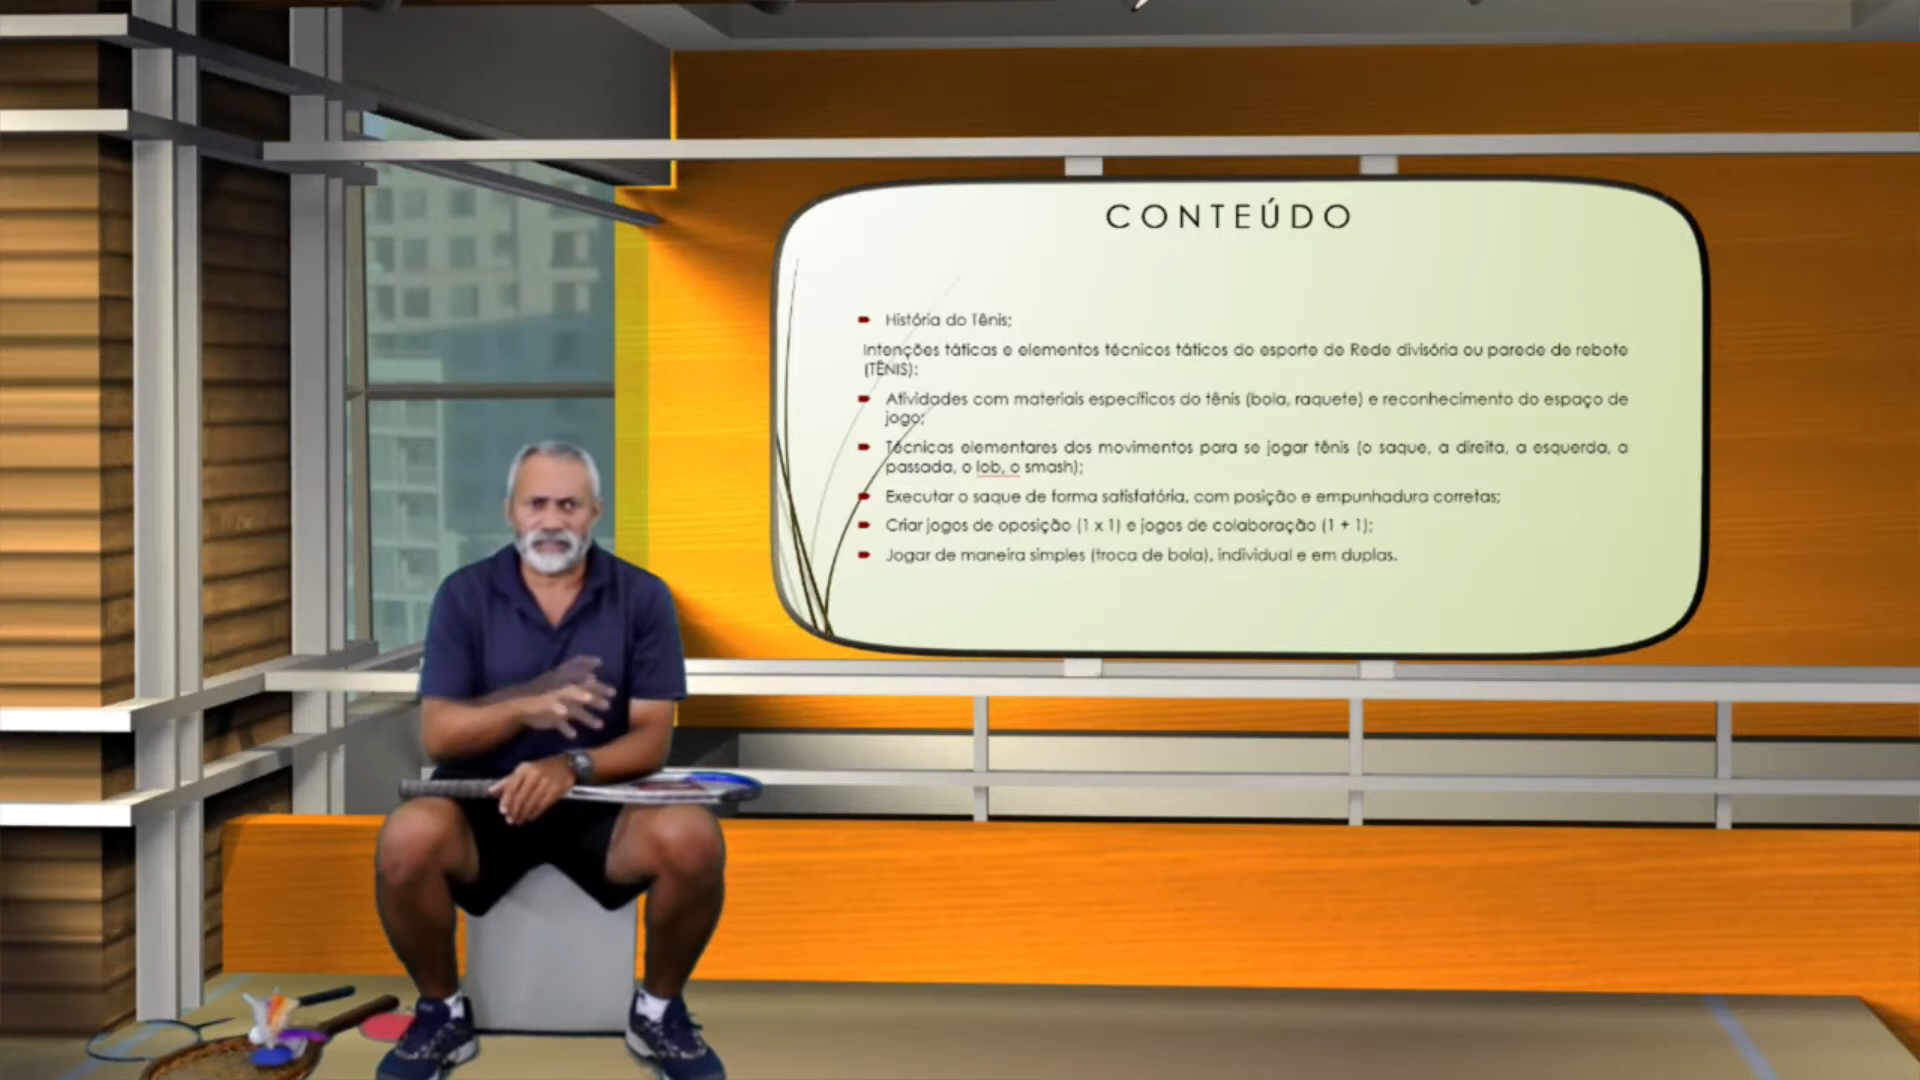 CONTEÚDO
História do Tênis;
Intenções táticas e elementos técnicos táticos do esporte de Rede divisória ou parede de rebote
(TÊNIS):
Atividades com materiais específicos do tênis (bola, raquete) e reconhecimento do espaço de
jogo;
Técnicas elementares dos movimentos para se jogar tênis (o saque, a direita, a esquerda, a
passada, o lob, o smash);
Executar o saque de forma satisfatória, com posição e empunhadura corretas;
Criar jogos de oposição (1 x 1) e jogos de colaboração (1 + 1);
Jogar de maneira simples (troca de bola), individual e em duplas.